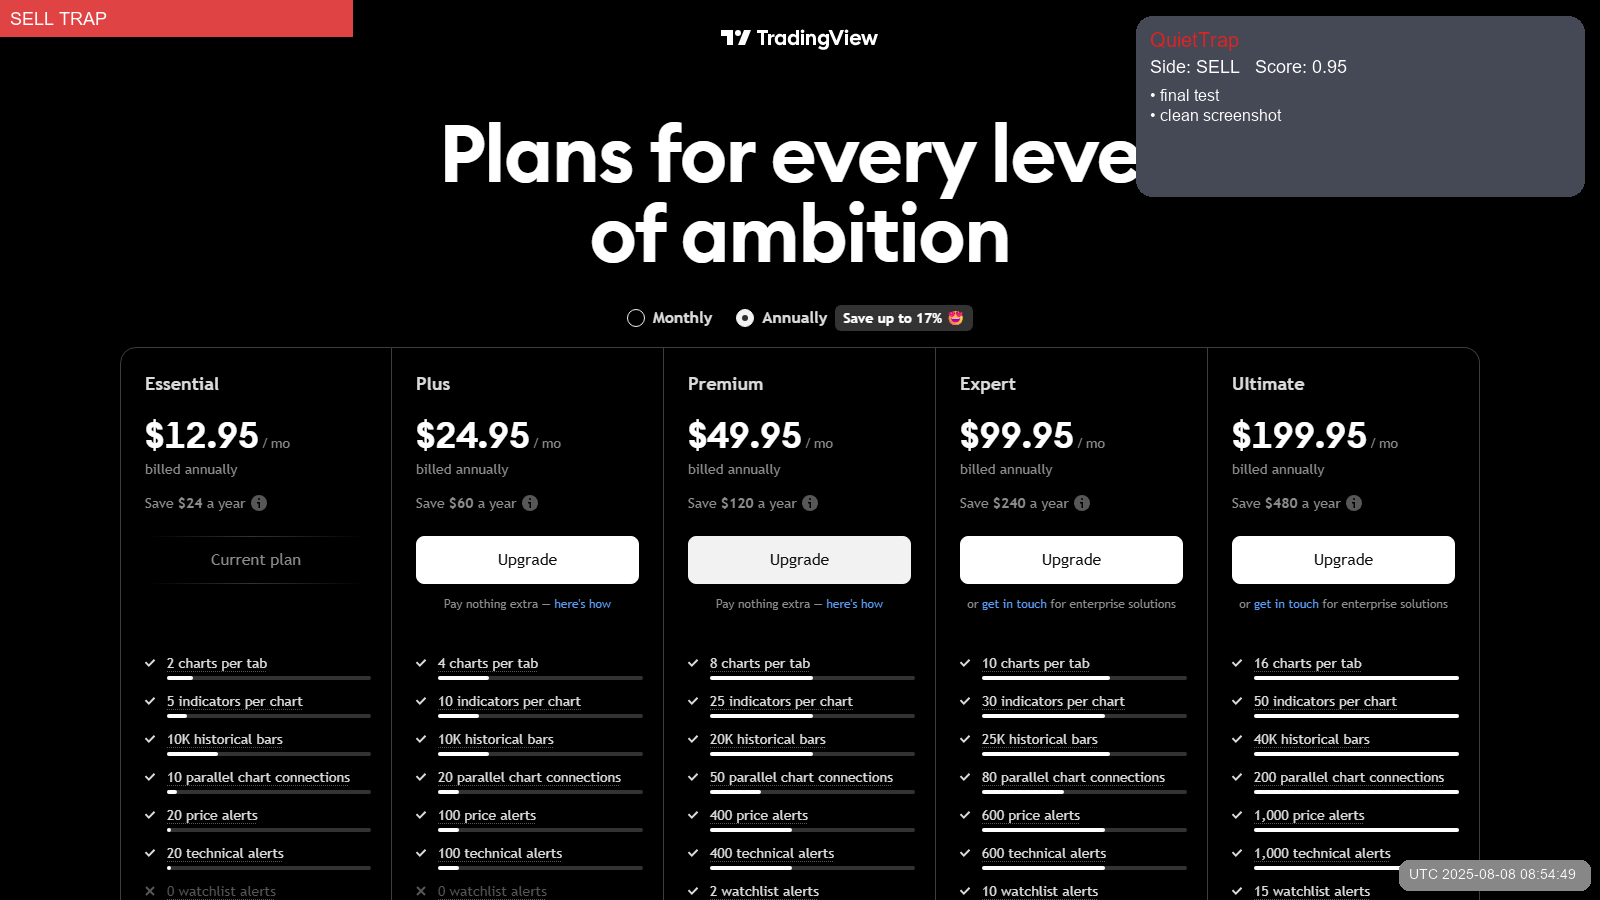 SELL TRAP
TradingView
QuietTrap
Side: SELL Score: 0.95
• final test
• clean screenshot
Plans for every leve
of ambition
Monthly Annually Save up to 17%
Essential
$12.95 / mo
billed annually
Save $24 a year
Current plan
2 charts per tab
5 indicators per chart
10K historical bars
10 parallel chart connections
20 price alerts
20 technical alerts
0 watchlist alerts
Plus
$24.95 / mo
billed annually
Save $60 a year
Upgrade
Pay nothing extra — here's how
4 charts per tab
10 indicators per chart
10K historical bars
20 parallel chart connections
100 price alerts
100 technical alerts
0 watchlist alerts
Premium
$49.95 / mo
billed annually
Save $120 a year
Upgrade
Pay nothing extra — here's how
8 charts per tab
25 indicators per chart
20K historical bars
50 parallel chart connections
400 price alerts
400 technical alerts
2 watchlist alerts
Expert
$99.95 / mo
billed annually
Save $240 a year
Upgrade
or get in touch for enterprise solutions
10 charts per tab
30 indicators per chart
25K historical bars
80 parallel chart connections
600 price alerts
600 technical alerts
10 watchlist alerts
Ultimate
$199.95 / mo
billed annually
Save $480 a year
Upgrade
or get in touch for enterprise solutions
16 charts per tab
50 indicators per chart
40K historical bars
200 parallel chart connections
1,000 price alerts
1,000 technical alerts
15 watchlist alerts
UTC 2025-08-08 08:54:49